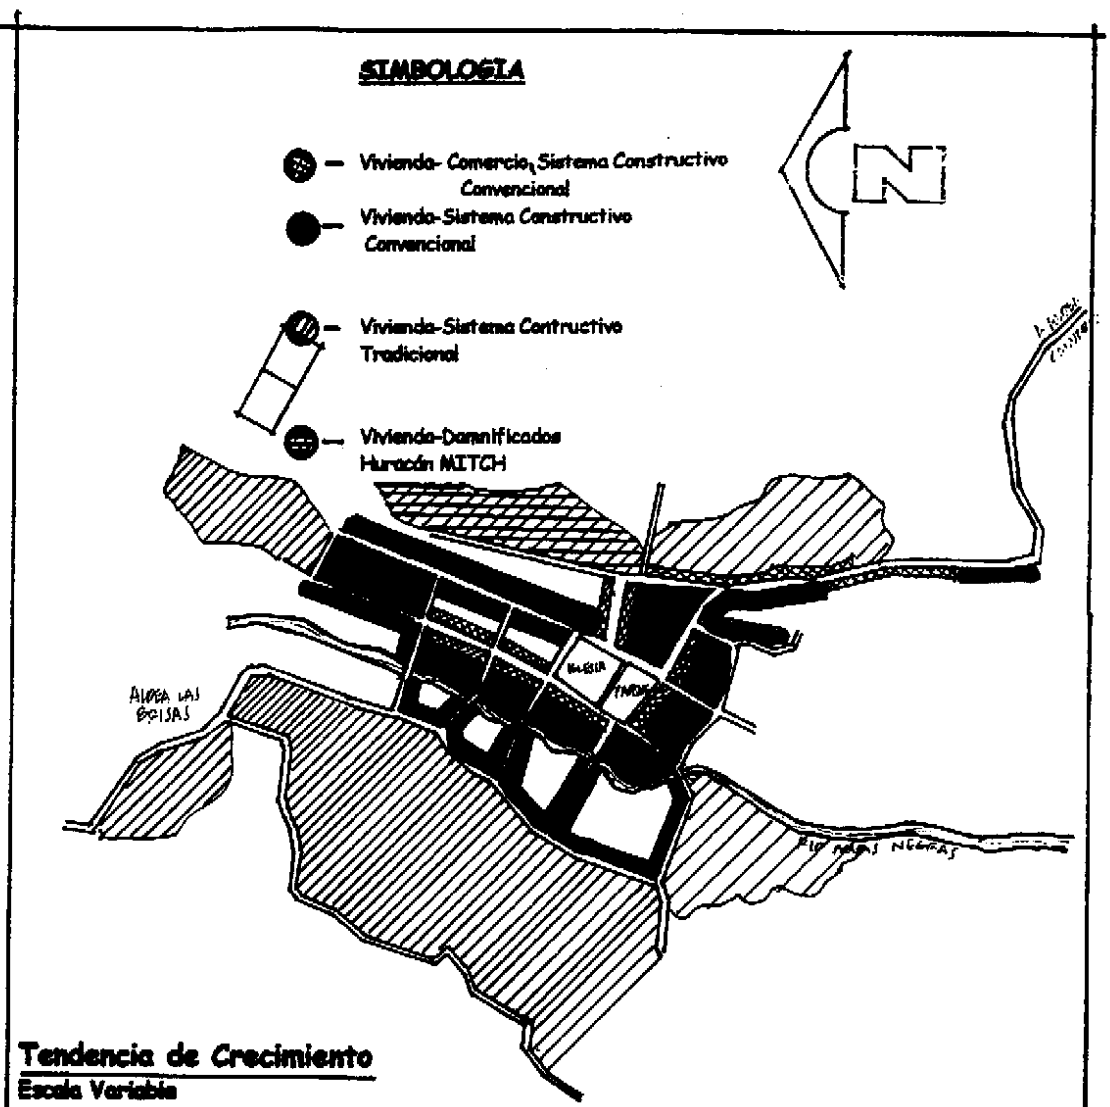 SIMBOLOGIA
Vivienda- Comercio, Sistema Constructivo
Convencional
Vivienda-Sistema Constructivo
Convencional
Vivienda-Sistema Contructivo
Tradicional
Vivienda-Damnificados
Huracán MITCH
N
IGLESIA
ALDEA LAS
BRISAS
NEGRAS
Tendencia de Crecimiento
Escala Variable